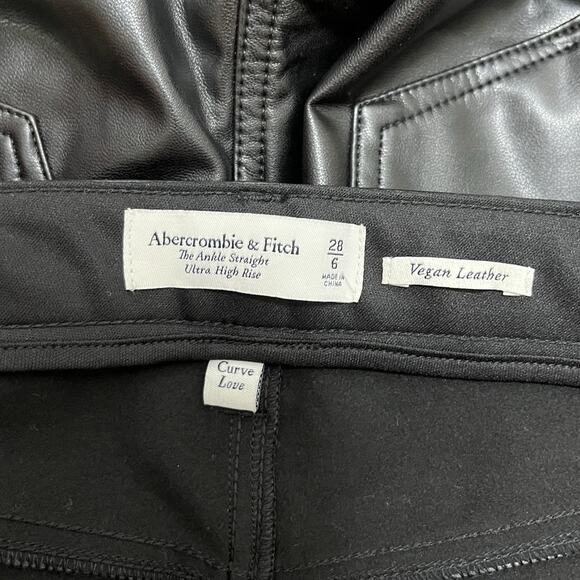 Abercrombie & Fitch
The Ankle Straight
Ultra High Rise
28
6
MADE IN
CHINA
Vegan Leather
Curve
Love